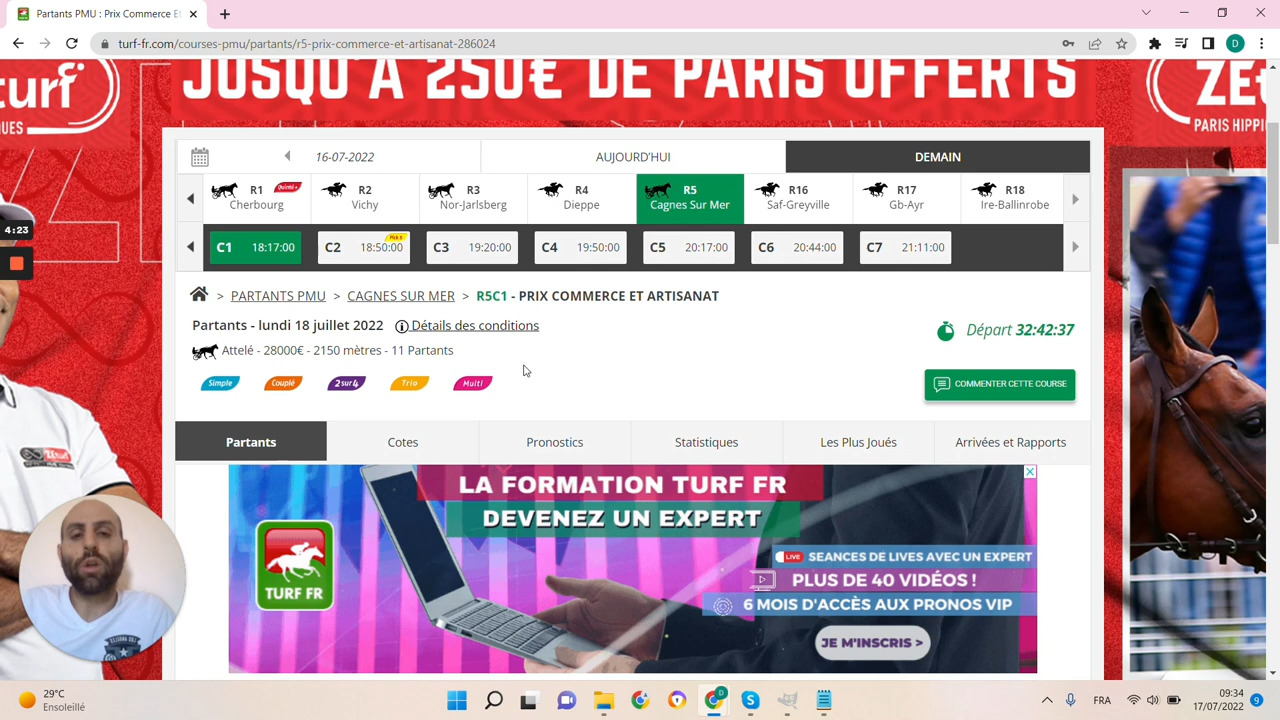 Partants PMU : Prix Commerce Et
turf-fr.com/courses-pmu/partants/r5-prix-commerce-et-artisanat-286024
D
JUSQU'À 250€ DE PARIS OFFERTS
turf
QUES
ZEturf
PARIS HIPPI
16-07-2022
AUJOURD'HUI
DEMAIN
R1 Quinté+
Cherbourg
R2
Vichy
R3
Nor-Jarlsberg
R4
Dieppe
R5
Cagnes Sur Mer
R16
Saf-Greyville
R17
Gb-Ayr
R18
Ire-Ballinrobe
4:23
C1 18:17:00
C2 18:50:00
C3 19:20:00
C4 19:50:00
C5 20:17:00
C6 20:44:00
C7 21:11:00
> PARTANTS PMU > CAGNES SUR MER > R5C1 - PRIX COMMERCE ET ARTISANAT
Partants - lundi 18 juillet 2022 Détails des conditions
Départ 32:42:37
Attelé - 28000€ - 2150 mètres - 11 Partants
Simple Couplé 2sur4 Trio Multi
COMMENTER CETTE COURSE
Partants Cotes Pronostics Statistiques Les Plus Joués Arrivées et Rapports
LA FORMATION TURF FR
DEVENEZ UN EXPERT
TURF FR
LIVE SEANCES DE LIVES AVEC UN EXPERT
PLUS DE 40 VIDÉOS !
6 MOIS D'ACCÈS AUX PRONOS VIP
JE M'INSCRIS >
29°C
Ensoleillé
FRA
09:34
17/07/2022
9